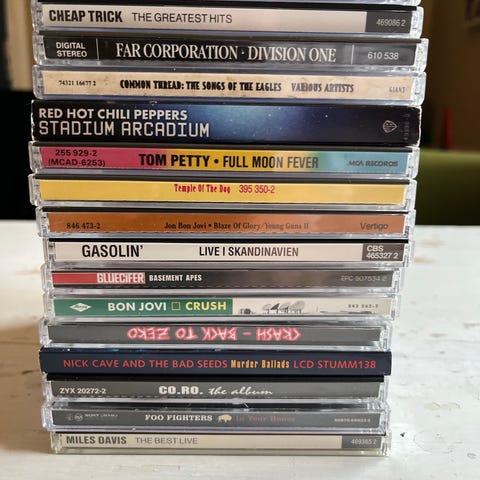 CHEAP TRICK THE GREATEST HITS 469086 2
DIGITAL STEREO FAR CORPORATION · DIVISION ONE 610 538
74321 16677 2 COMMON THREAD: THE SONGS OF THE EAGLES VARIOUS ARTISTS GIANT
RED HOT CHILI PEPPERS
STADIUM ARCADIUM
255 929-2
(MCAD-6253) TOM PETTY • FULL MOON FEVER MCA RECORDS
Temple Of The Dog 395 350-2
846 473-2 Jon Bon Jovi • Blaze Of Glory/Young Guns II Vertigo
GASOLIN' LIVE I SKANDINAVIEN CBS
465327 2
GLUECIFER BASEMENT APES EPC 507534 2
BON JOVI □ CRUSH
CRASH - BACK TO ZERO
NICK CAVE AND THE BAD SEEDS Murder Ballads LCD STUMM138
ZYX 20272-2 CO.RO. the album
FOO FIGHTERS In Your Honor
MILES DAVIS THE BEST LIVE 469365 2